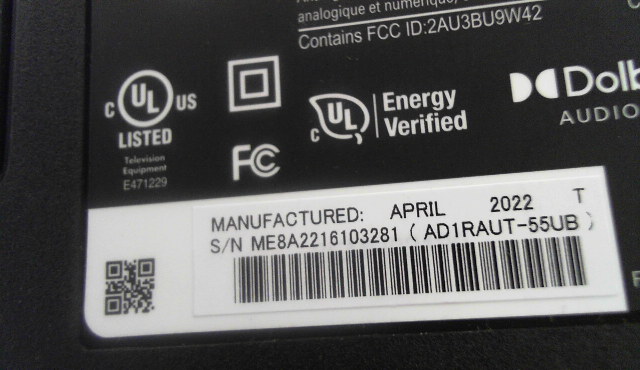 analogique et numérique,
Contains FCC ID:2AU3BU9W42
C UL US
LISTED
Television
Equipment
E471229
FC
C UL
Energy
Verified
Dolb
AUDIO
MANUFACTURED: APRIL 2022 T
S/N ME8A2216103281 ( AD1RAUT-55UB )